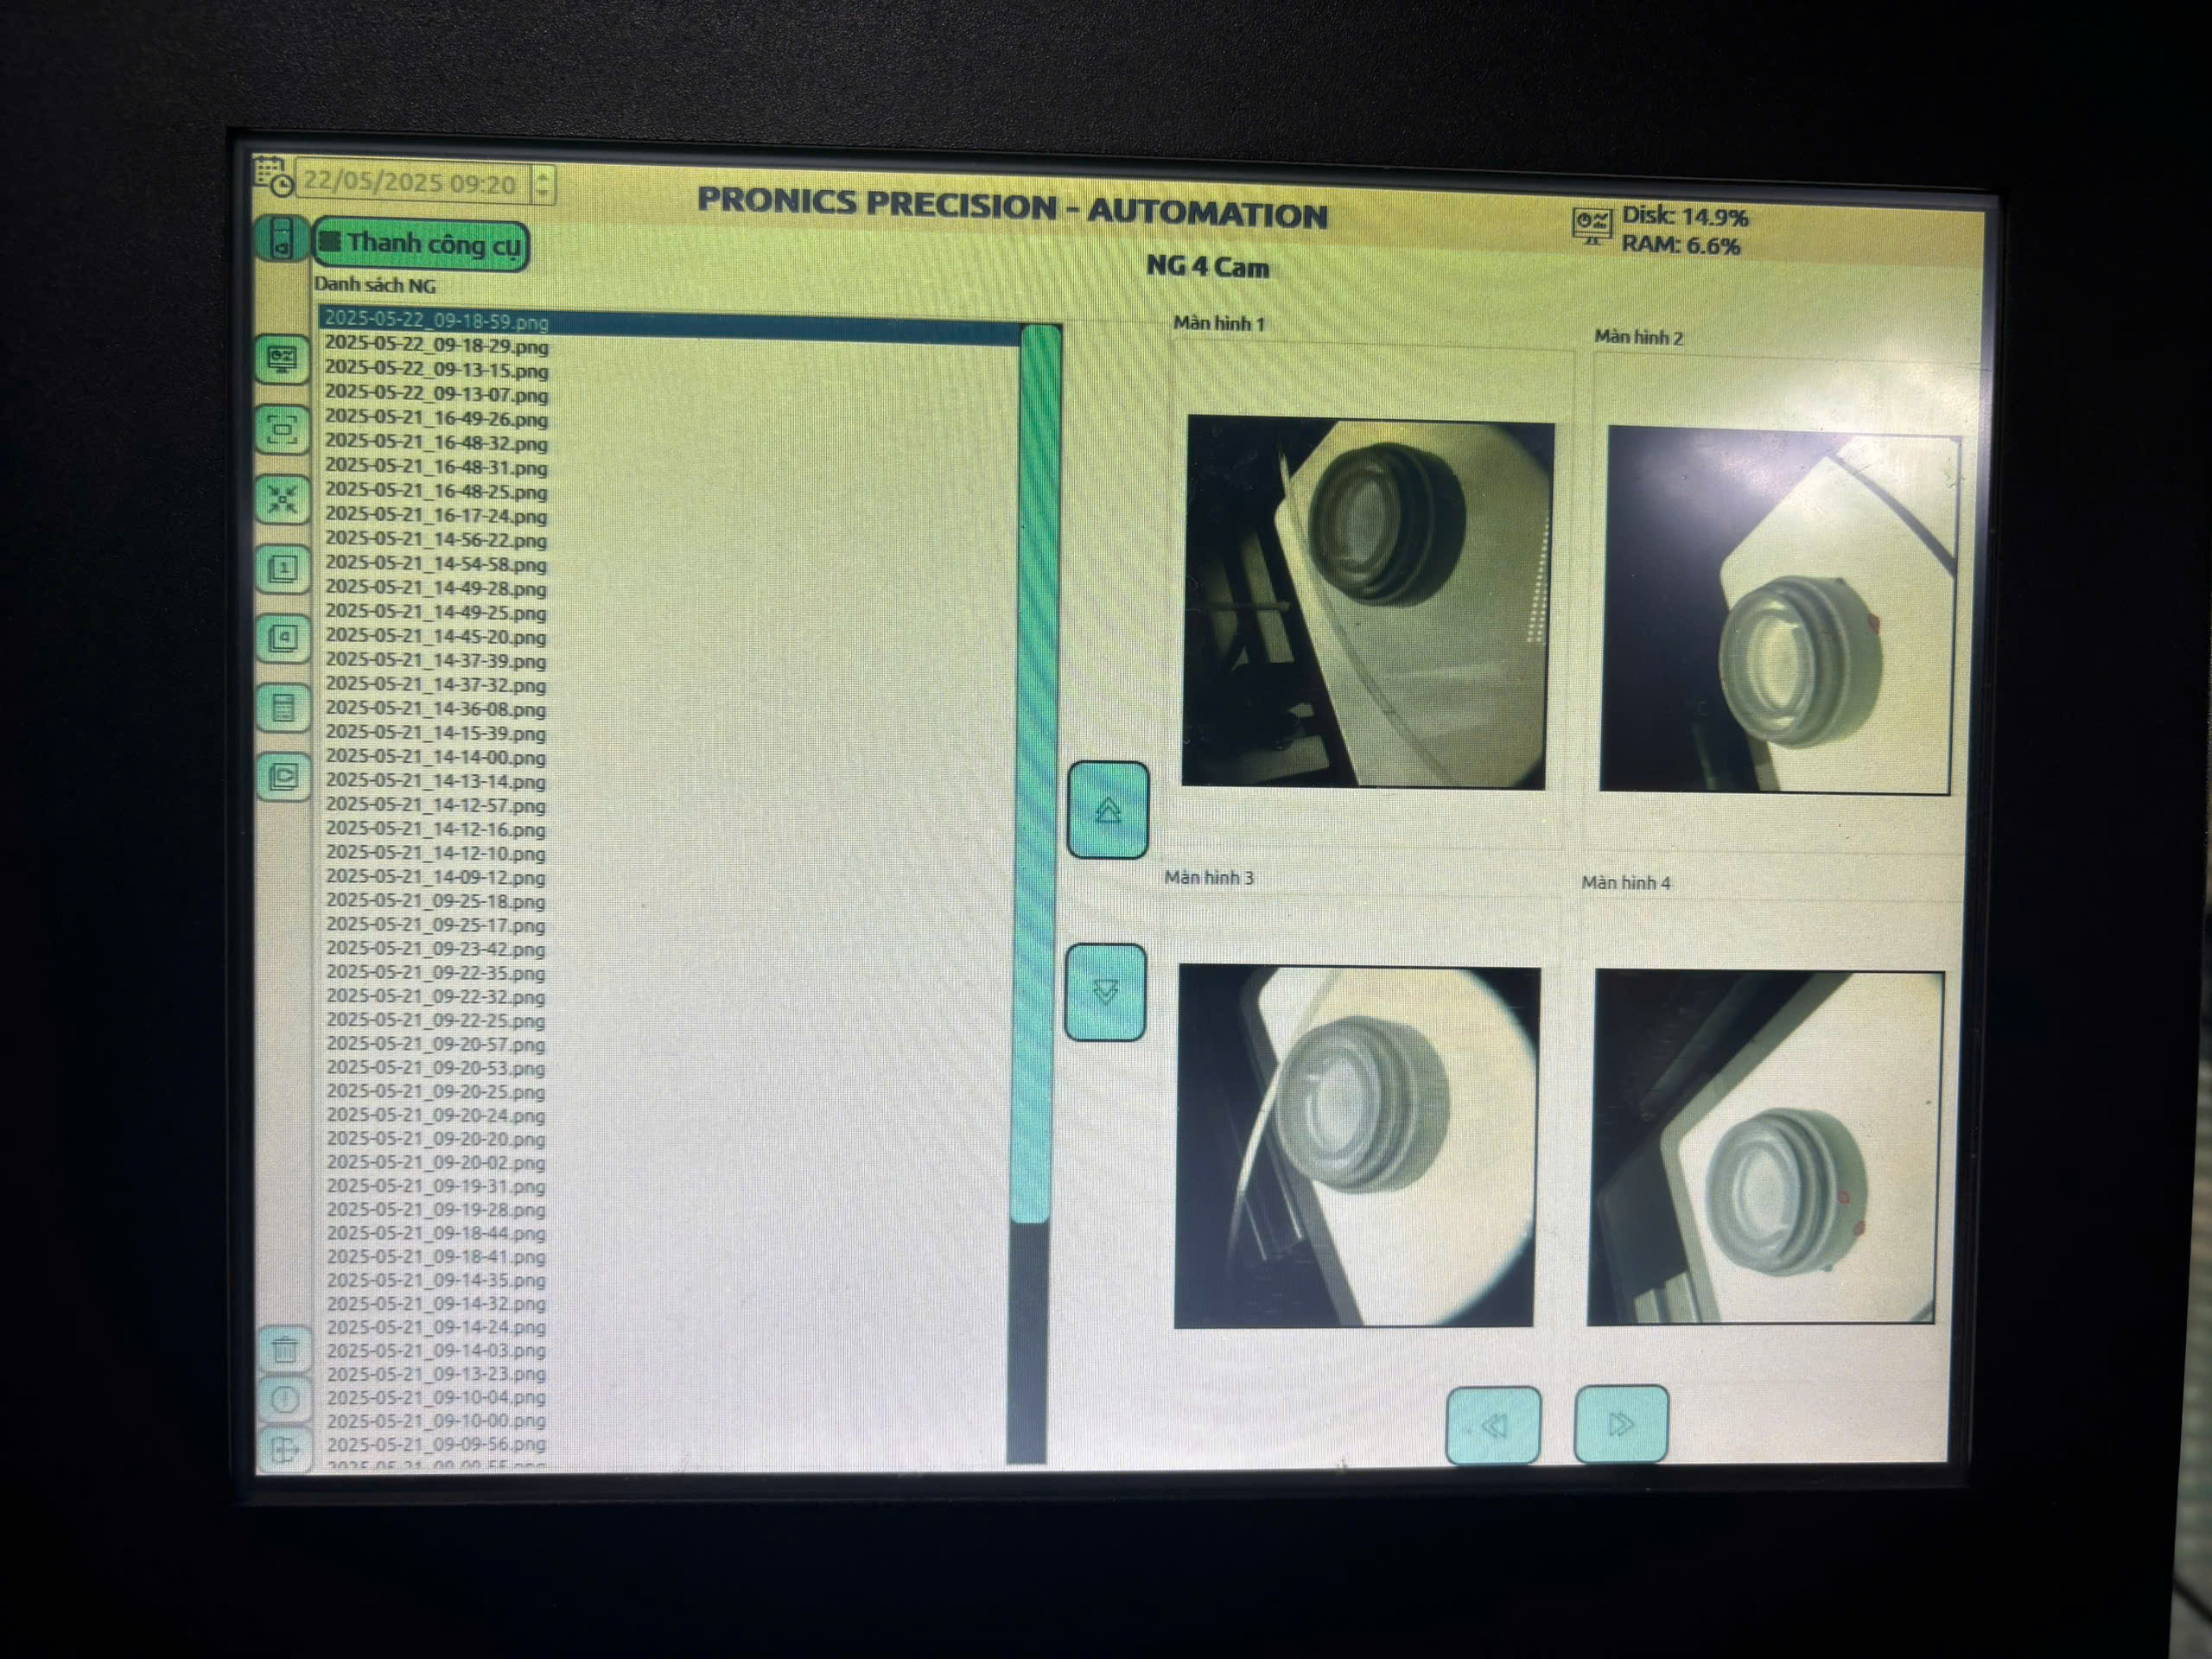 22/05/2025 09:20
PRONICS PRECISION - AUTOMATION
Disk: 14.9%
RAM: 6.6%
Thanh công cụ
NG 4 Cam
Danh sách NG
2025-05-22_09-18-59.png
2025-05-22_09-18-29.png
2025-05-22_09-13-15.png
2025-05-22_09-13-07.png
2025-05-21_16-49-26.png
2025-05-21_16-48-32.png
2025-05-21_16-48-31.png
2025-05-21_16-48-25.png
2025-05-21_16-17-24.png
2025-05-21_14-56-22.png
2025-05-21_14-54-58.png
2025-05-21_14-49-28.png
2025-05-21_14-49-25.png
2025-05-21_14-45-20.png
2025-05-21_14-37-39.png
2025-05-21_14-37-32.png
2025-05-21_14-36-08.png
2025-05-21_14-15-39.png
2025-05-21_14-14-00.png
2025-05-21_14-13-14.png
2025-05-21_14-12-57.png
2025-05-21_14-12-16.png
2025-05-21_14-12-10.png
2025-05-21_14-09-12.png
2025-05-21_09-25-18.png
2025-05-21_09-25-17.png
2025-05-21_09-23-42.png
2025-05-21_09-22-35.png
2025-05-21_09-22-32.png
2025-05-21_09-22-25.png
2025-05-21_09-20-57.png
2025-05-21_09-20-53.png
2025-05-21_09-20-25.png
2025-05-21_09-20-24.png
2025-05-21_09-20-20.png
2025-05-21_09-20-02.png
2025-05-21_09-19-31.png
2025-05-21_09-19-28.png
2025-05-21_09-18-44.png
2025-05-21_09-18-41.png
2025-05-21_09-14-35.png
2025-05-21_09-14-32.png
2025-05-21_09-14-24.png
2025-05-21_09-14-03.png
2025-05-21_09-13-23.png
2025-05-21_09-10-04.png
2025-05-21_09-10-00.png
2025-05-21_09-09-56.png
Màn hình 1
Màn hình 2
Màn hình 3
Màn hình 4
1
4